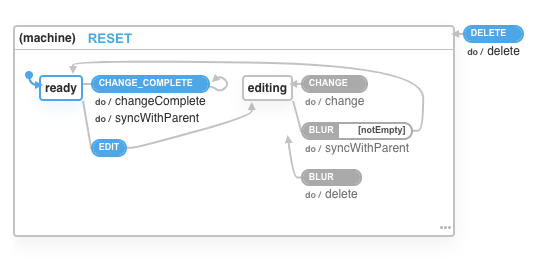 (machine) RESET
DELETE
do / delete
ready
CHANGE_COMPLETE
do / changeComplete
do / syncWithParent
EDIT
editing
CHANGE
do / change
BLUR [notEmpty]
do / syncWithParent
BLUR
do / delete